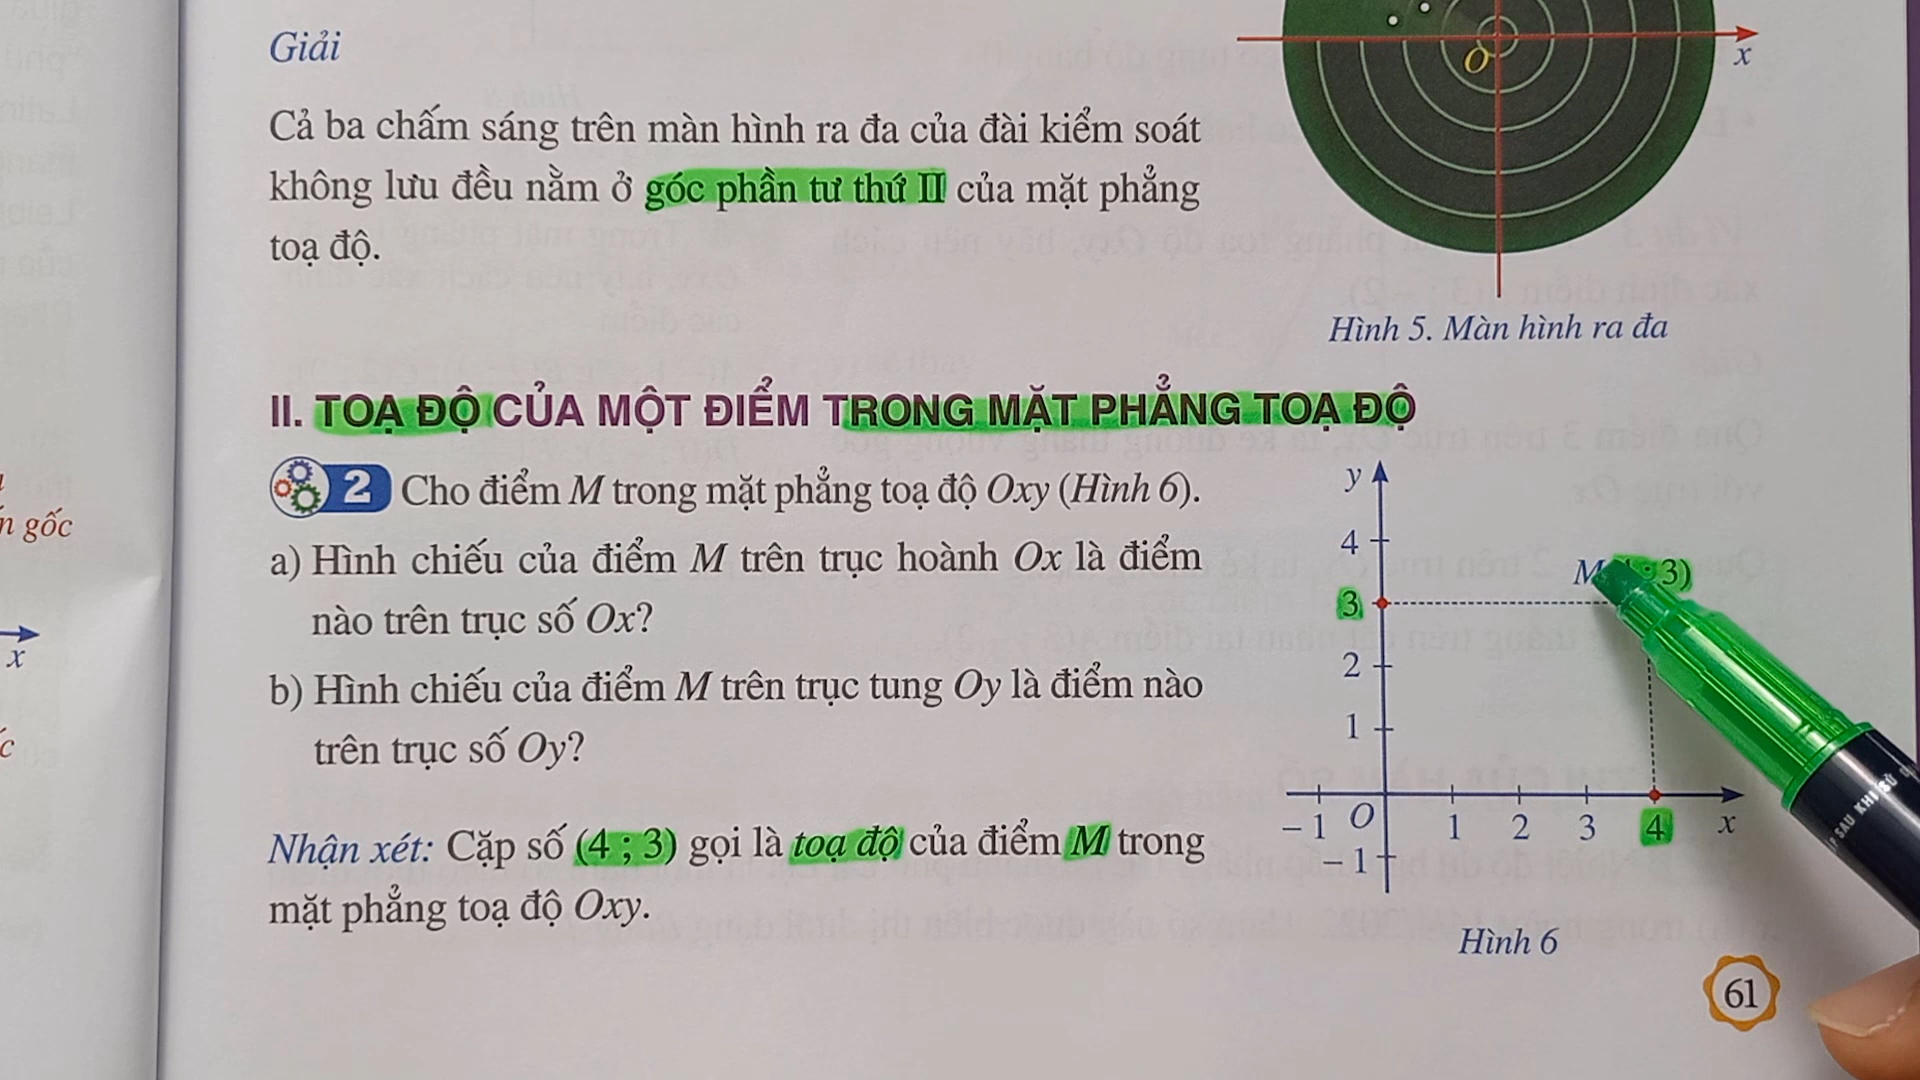 Giải
Cả ba chấm sáng trên màn hình ra đa của đài kiểm soát
không lưu đều nằm ở góc phần tư thứ II của mặt phẳng
toạ độ.
O
x
Hình 5. Màn hình ra đa
II. TOẠ ĐỘ CỦA MỘT ĐIỂM TRONG MẶT PHẲNG TOẠ ĐỘ
2 Cho điểm M trong mặt phẳng toạ độ Oxy (Hình 6).
a) Hình chiếu của điểm M trên trục hoành Ox là điểm
nào trên trục số Ox?
b) Hình chiếu của điểm M trên trục tung Oy là điểm nào
trên trục số Oy?
Nhận xét: Cặp số (4 ; 3) gọi là toạ độ của điểm M trong
mặt phẳng toạ độ Oxy.
y
4
M ; 3)
3
2
1
– 1 O 1 2 3 4 x
– 1
Hình 6
61
n gốc
x
SAU KHI SỬ